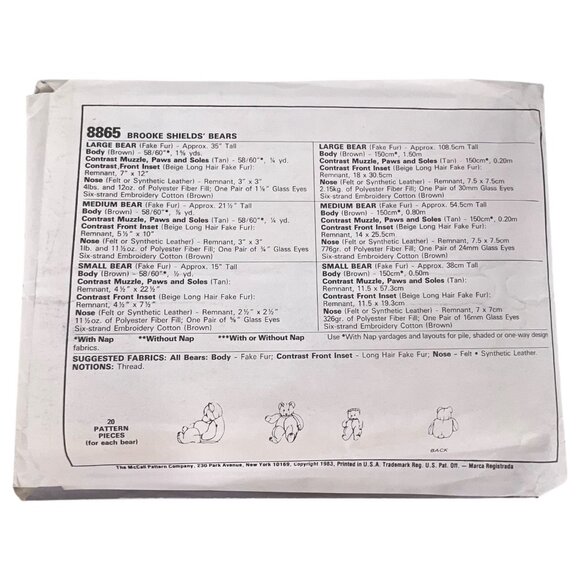 8865 BROOKE SHIELDS' BEARS
LARGE BEAR (Fake Fur) - Approx. 35" Tall
Body (Brown) - 58/60"*, 1⅝ yds.
Contrast Muzzle, Paws and Soles (Tan) - 58/60"*, ¼ yd.
Contrast Front Inset (Beige Long Hair Fake Fur):
Remnant, 7" x 12"
Nose (Felt or Synthetic Leather) - Remnant, 3" x 3"
4lbs. and 12oz. of Polyester Fiber Fill; One Pair of 1⅛" Glass Eyes
Six-strand Embroidery Cotton (Brown)
MEDIUM BEAR (Fake Fur) - Approx. 21½" Tall
Body (Brown) - 58/60"*, ⅞ yd.
Contrast Muzzle, Paws and Soles (Tan) - 58/60"*, ¼ yd.
Contrast Front Inset (Beige Long Hair Fake Fur):
Remnant, 5½" x 10"
Nose (Felt or Synthetic Leather) - Remnant, 3" x 3"
1lb. and 11½oz. of Polyester Fiber Fill; One Pair of ¼" Glass Eyes
Six-strand Embroidery Cotton (Brown)
SMALL BEAR (Fake Fur) - Approx. 15" Tall
Body (Brown) - 58/60"*, ½ yd.
Contrast Muzzle, Paws and Soles (Tan):
Remnant, 4½" x 22½"
Contrast Front Inset (Beige Long Hair Fake Fur):
Remnant, 4½" x 7½"
Nose (Felt or Synthetic Leather) - Remnant, 2½" x 2½"
11½oz. of Polyester Fiber Fill; One Pair of ⅝" Glass Eyes
Six-strand Embroidery Cotton (Brown)
LARGE BEAR (Fake Fur) - Approx. 108.5cm Tall
Body (Brown) - 150cm*, 1.50m
Contrast Muzzle, Paws and Soles (Tan) - 150cm*, 0.20m
Contrast Front Inset (Beige Long Hair Fake Fur):
Remnant, 18 x 30.5cm
Nose (Felt or Synthetic Leather) - Remnant, 7.5 x 7.5cm
2.15kg of Polyester Fiber Fill; One Pair of 30mm Glass Eyes
Six-strand Embroidery Cotton (Brown)
MEDIUM BEAR (Fake Fur) - Approx. 54.5cm Tall
Body (Brown) - 150cm*, 0.80m
Contrast Muzzle, Paws and Soles (Tan) - 150cm*, 0.20m
Contrast Front Inset (Beige Long Hair Fake Fur):
Remnant, 14 x 25.5cm
Nose (Felt or Synthetic Leather) - Remnant, 7.5 x 7.5cm
776gr. of Polyester Fiber Fill; One Pair of 24mm Glass Eyes
Six-strand Embroidery Cotton (Brown)
SMALL BEAR (Fake Fur) - Approx. 38cm Tall
Body (Brown) - 150cm*, 0.50m
Contrast Muzzle, Paws and Soles (Tan):
Remnant, 11.5 x 57.3cm
Contrast Front Inset (Beige Long Hair Fake Fur):
Remnant, 11.5 x 19.3cm
Nose (Felt or Synthetic Leather) - Remnant, 7 x 7cm
326gr. of Polyester Fiber Fill; One Pair of 16mm Glass Eyes
Six-strand Embroidery Cotton (Brown)
*With Nap **Without Nap ***With or Without Nap Use *With Nap yardages and layouts for pile, shaded or one-way design
fabrics.
SUGGESTED FABRICS: All Bears: Body - Fake Fur; Contrast Front Inset - Long Hair Fake Fur; Nose - Felt • Synthetic Leather.
NOTIONS: Thread.
20
PATTERN
PIECES
(for each bear)
BACK
The McCall Pattern Company, 230 Park Avenue, New York 10169, Copyright 1983, Printed in U.S.A. Trademark Reg. U.S. Pat. Off. — Marca Registrada